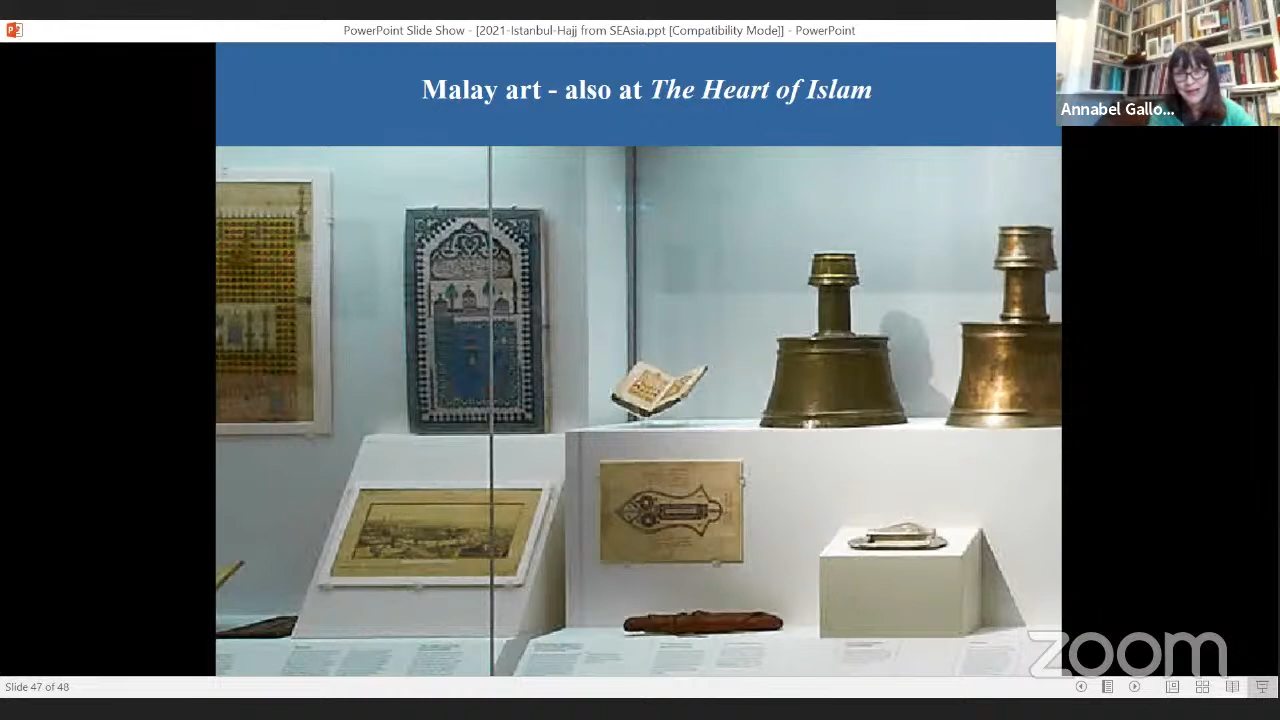 PowerPoint Slide Show - [2021-Istanbul-Hajj from SEAsia.ppt [Compatibility Mode]] - PowerPoint
Malay art - also at The Heart of Islam
Annabel Gallo...
zoom
Slide 47 of 48